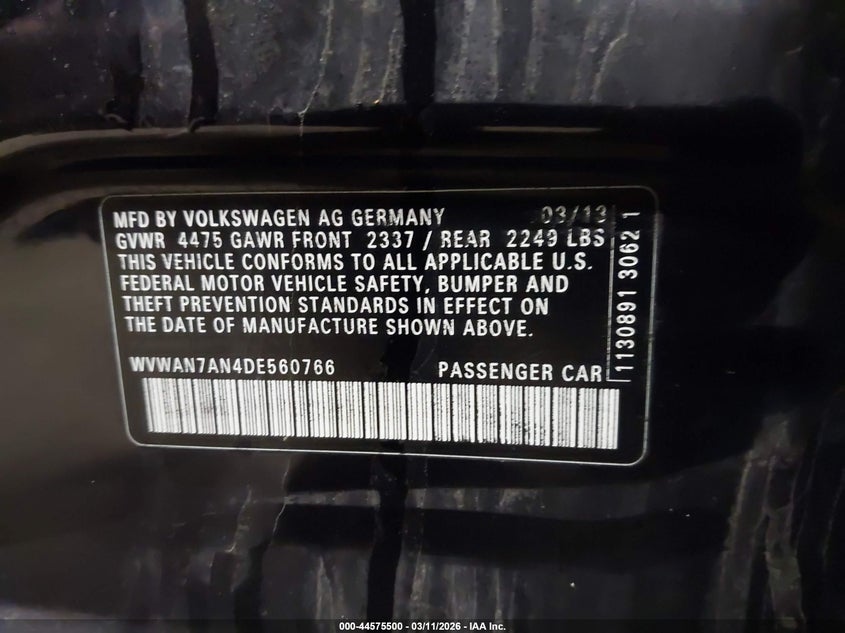 MFD BY VOLKSWAGEN AG GERMANY 03/13
GVWR 4475 GAWR FRONT 2337 / REAR 2249 LBS
THIS VEHICLE CONFORMS TO ALL APPLICABLE U.S.
FEDERAL MOTOR VEHICLE SAFETY, BUMPER AND
THEFT PREVENTION STANDARDS IN EFFECT ON
THE DATE OF MANUFACTURE SHOWN ABOVE.
WVWAN7AN4DE560766 PASSENGER CAR
1130891 3062 1
000-44575500 - 03/11/2026 - IAA Inc.